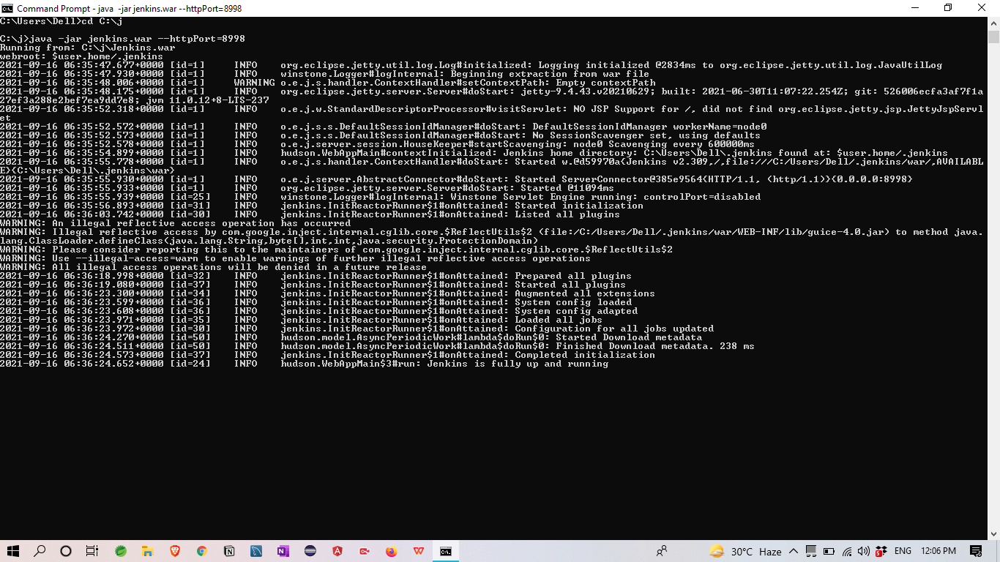 Command Prompt - java  -jar jenkins.war --httpPort=8998
C:\Users\Dell>cd C:\j
C:\j>java -jar jenkins.war --httpPort=8998
Running from: C:\j\Jenkins.war
webroot: $user.home/.jenkins
2021-09-16 06:35:47.677+0000 [id=1]     INFO    org.eclipse.jetty.util.log.Log#initialized: Logging initialized @2834ms to org.eclipse.jetty.util.log.JavaUtilLog
2021-09-16 06:35:47.930+0000 [id=1]     INFO    winstone.Logger#logInternal: Beginning extraction from war file
2021-09-16 06:35:48.006+0000 [id=1]     WARNING o.e.j.s.handler.ContextHandler#setContextPath: Empty contextPath
2021-09-16 06:35:48.175+0000 [id=1]     INFO    org.eclipse.jetty.server.Server#doStart: jetty-9.4.43.v20210629; built: 2021-06-30T11:07:22.254Z; git: 526006ecfa3af7f1a
27ef3a288e2bef7ea9dd7e8; jvm 11.0.12+8-LTS-237
2021-09-16 06:35:52.318+0000 [id=1]     INFO    o.e.j.w.StandardDescriptorProcessor#visitServlet: NO JSP Support for /, did not find org.eclipse.jetty.jsp.JettyJspServl
et
2021-09-16 06:35:52.572+0000 [id=1]     INFO    o.e.j.s.s.DefaultSessionIdManager#doStart: DefaultSessionIdManager workerName=node0
2021-09-16 06:35:52.573+0000 [id=1]     INFO    o.e.j.s.s.DefaultSessionIdManager#doStart: No SessionScavenger set, using defaults
2021-09-16 06:35:52.578+0000 [id=1]     INFO    o.e.j.server.session.HouseKeeper#startScavenging: node0 Scavenging every 600000ms
2021-09-16 06:35:54.899+0000 [id=1]     INFO    hudson.WebAppMain#contextInitialized: Jenkins home directory: C:\Users\Dell\.jenkins found at: $user.home/.jenkins
2021-09-16 06:35:55.778+0000 [id=1]     INFO    o.e.j.s.handler.ContextHandler#doStart: Started w.@d59970a{Jenkins v2.309,/,file:///C:/Users/Dell/.jenkins/war/,AVAILABL
E}{C:\Users\Dell\.jenkins\war}
2021-09-16 06:35:55.930+0000 [id=1]     INFO    o.e.j.server.AbstractConnector#doStart: Started ServerConnector@385e9564{HTTP/1.1, (http/1.1)}{0.0.0.0:8998}
2021-09-16 06:35:55.933+0000 [id=1]     INFO    org.eclipse.jetty.server.Server#doStart: Started @11094ms
2021-09-16 06:35:55.939+0000 [id=25]    INFO    winstone.Logger#logInternal: Winstone Servlet Engine running: controlPort=disabled
2021-09-16 06:35:56.893+0000 [id=31]    INFO    jenkins.InitReactorRunner$1#onAttained: Started initialization
2021-09-16 06:36:03.742+0000 [id=30]    INFO    jenkins.InitReactorRunner$1#onAttained: Listed all plugins
WARNING: An illegal reflective access operation has occurred
WARNING: Illegal reflective access by com.google.inject.internal.cglib.core.$ReflectUtils$2 (file:/C:/Users/Dell/.jenkins/war/WEB-INF/lib/guice-4.0.jar) to method java.
lang.ClassLoader.defineClass(java.lang.String,byte[],int,int,java.security.ProtectionDomain)
WARNING: Please consider reporting this to the maintainers of com.google.inject.internal.cglib.core.$ReflectUtils$2
WARNING: Use --illegal-access=warn to enable warnings of further illegal reflective access operations
WARNING: All illegal access operations will be denied in a future release
2021-09-16 06:36:18.998+0000 [id=32]    INFO    jenkins.InitReactorRunner$1#onAttained: Prepared all plugins
2021-09-16 06:36:19.080+0000 [id=37]    INFO    jenkins.InitReactorRunner$1#onAttained: Started all plugins
2021-09-16 06:36:23.300+0000 [id=34]    INFO    jenkins.InitReactorRunner$1#onAttained: Augmented all extensions
2021-09-16 06:36:23.599+0000 [id=36]    INFO    jenkins.InitReactorRunner$1#onAttained: System config loaded
2021-09-16 06:36:23.608+0000 [id=36]    INFO    jenkins.InitReactorRunner$1#onAttained: System config adapted
2021-09-16 06:36:23.971+0000 [id=35]    INFO    jenkins.InitReactorRunner$1#onAttained: Loaded all jobs
2021-09-16 06:36:23.972+0000 [id=30]    INFO    jenkins.InitReactorRunner$1#onAttained: Configuration for all jobs updated
2021-09-16 06:36:24.270+0000 [id=50]    INFO    hudson.model.AsyncPeriodicWork#lambda$doRun$0: Started Download metadata
2021-09-16 06:36:24.511+0000 [id=50]    INFO    hudson.model.AsyncPeriodicWork#lambda$doRun$0: Finished Download metadata. 238 ms
2021-09-16 06:36:24.573+0000 [id=37]    INFO    jenkins.InitReactorRunner$1#onAttained: Completed initialization
2021-09-16 06:36:24.652+0000 [id=24]    INFO    hudson.WebAppMain$3#run: Jenkins is fully up and running
30°C  Haze  ENG  12:06 PM